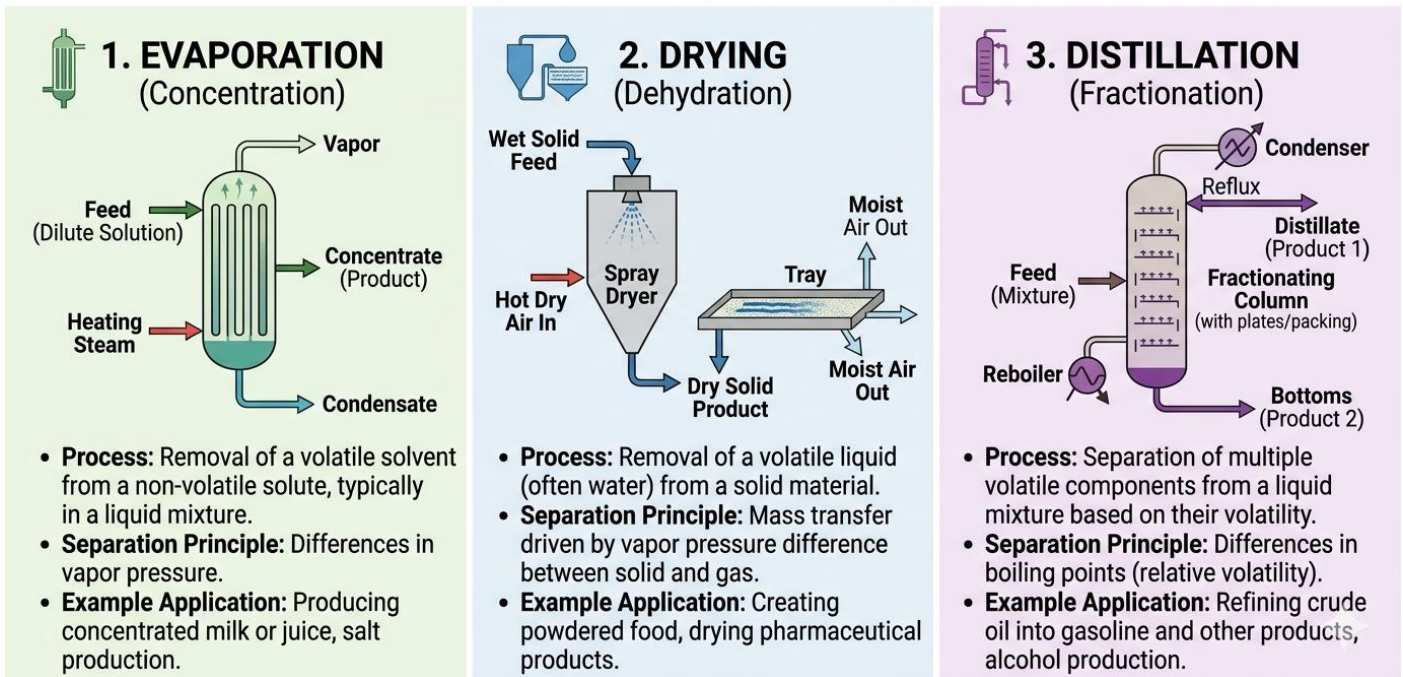 1. EVAPORATION
(Concentration)
Vapor
Feed
(Dilute Solution)
Concentrate
(Product)
Heating
Steam
Condensate
• Process: Removal of a volatile solvent
from a non-volatile solute, typically
in a liquid mixture.
• Separation Principle: Differences in
vapor pressure.
• Example Application: Producing
concentrated milk or juice, salt
production.
2. DRYING
(Dehydration)
Wet Solid
Feed
Moist
Air Out
Spray
Dryer
Tray
Hot Dry
Air In
Moist Air
Out
Dry Solid
Product
• Process: Removal of a volatile liquid
(often water) from a solid material.
• Separation Principle: Mass transfer
driven by vapor pressure difference
between solid and gas.
• Example Application: Creating
powdered food, drying pharmaceutical
products.
3. DISTILLATION
(Fractionation)
Condenser
Reflux
Distillate
(Product 1)
Feed
(Mixture)
Fractionating
Column
(with plates/packing)
Reboiler
Bottoms
(Product 2)
• Process: Separation of multiple
volatile components from a liquid
mixture based on their volatility.
• Separation Principle: Differences in
boiling points (relative volatility).
• Example Application: Refining crude
oil into gasoline and other products,
alcohol production.